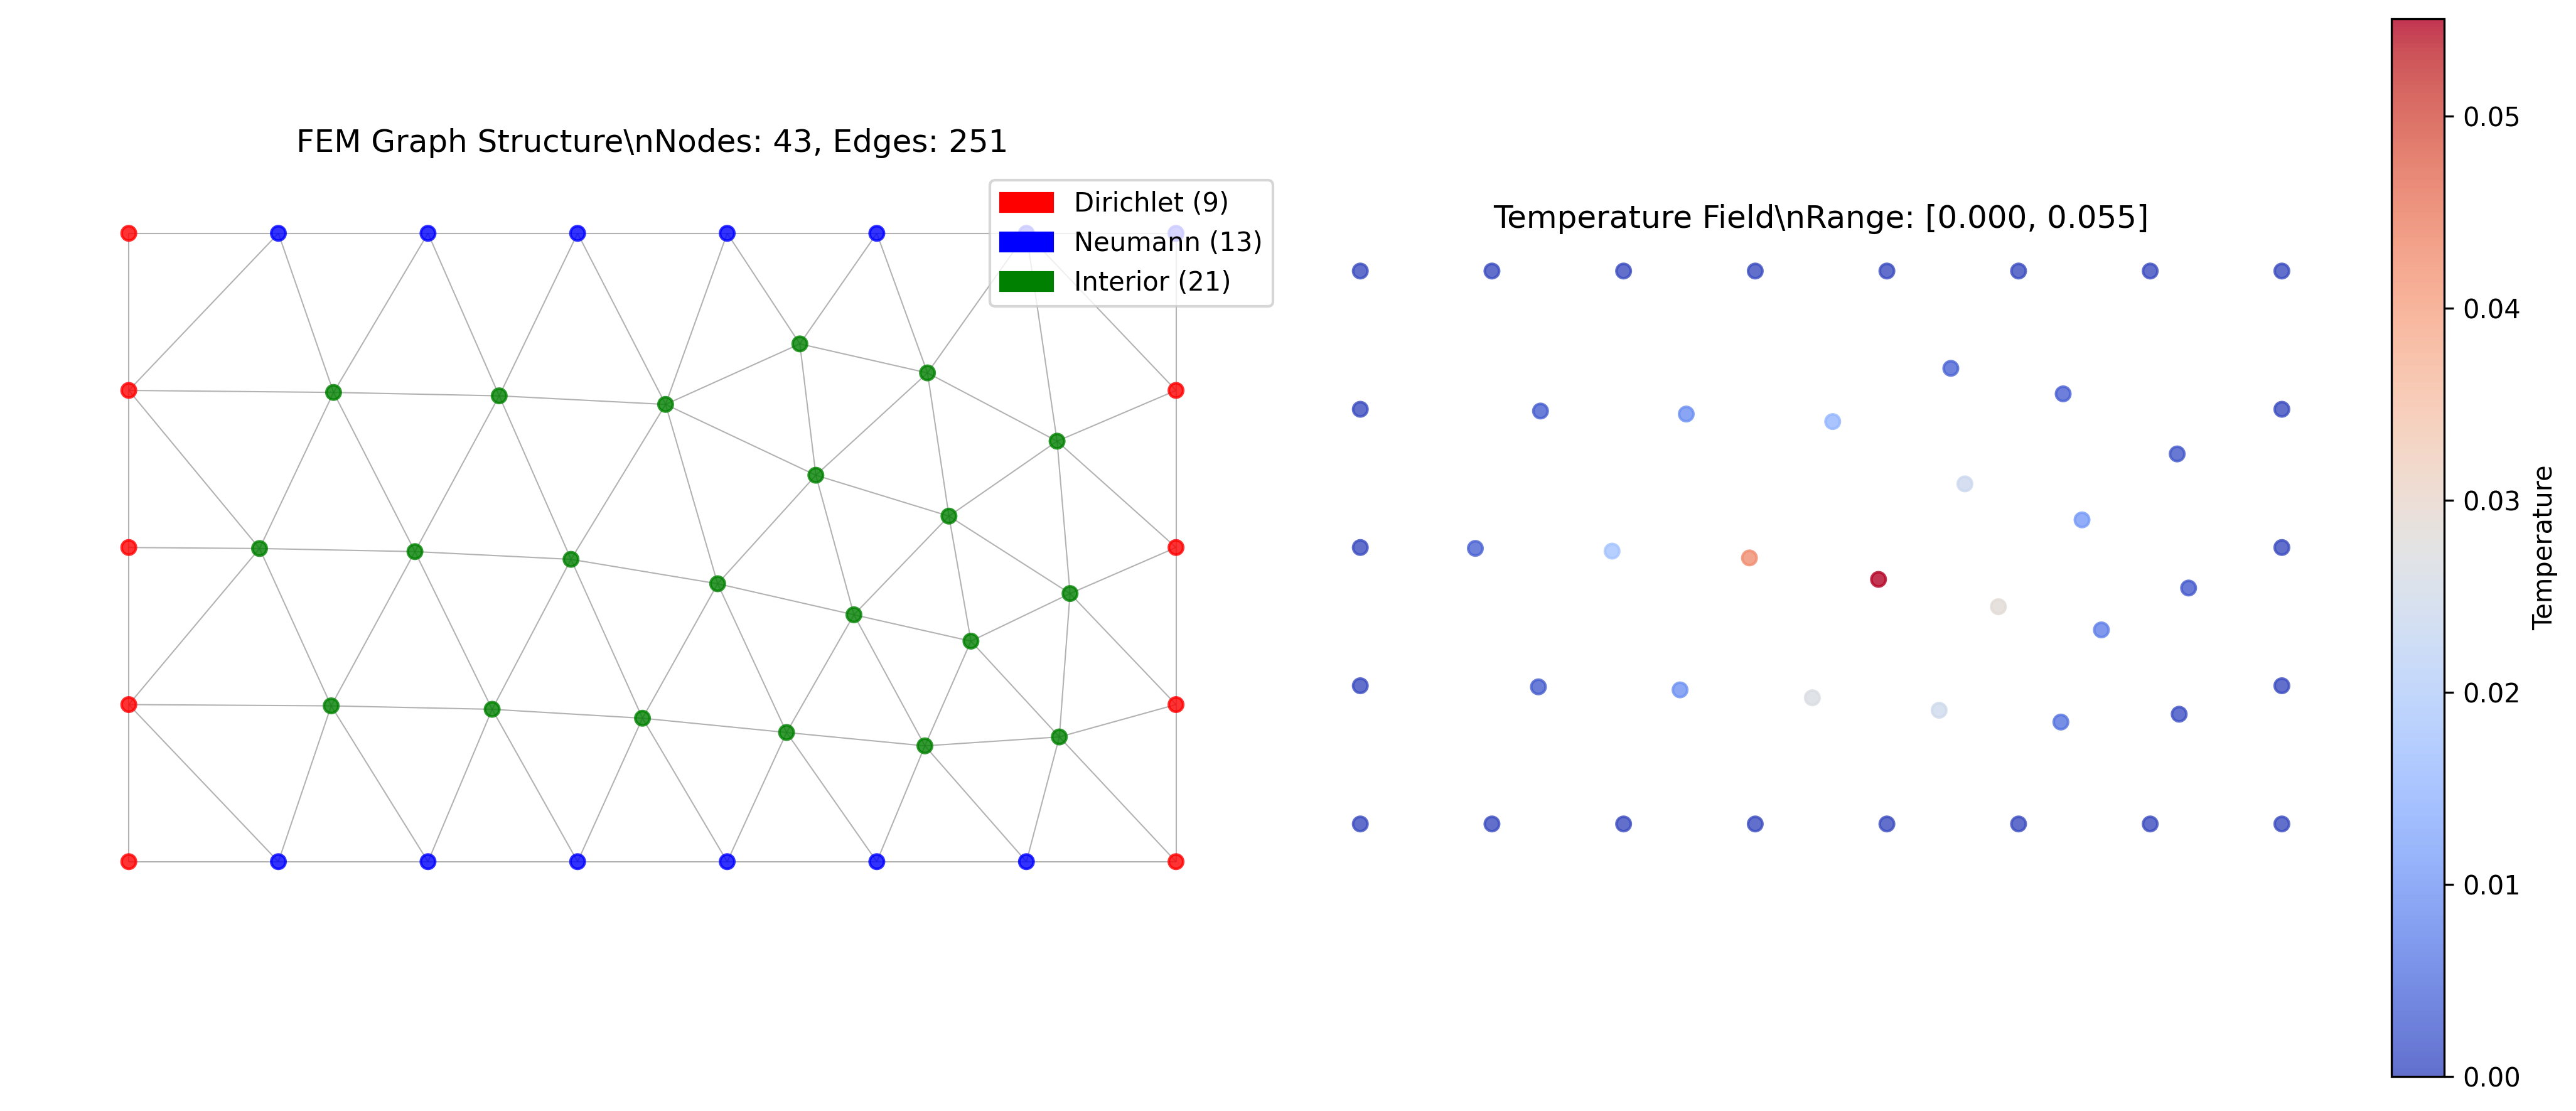 FEM Graph Structure\nNodes: 43, Edges: 251
Dirichlet (9)
Neumann (13)
Interior (21)
Temperature Field\nRange: [0.000, 0.055]
0.05
0.04
0.03
0.02
0.01
0.00
Temperature